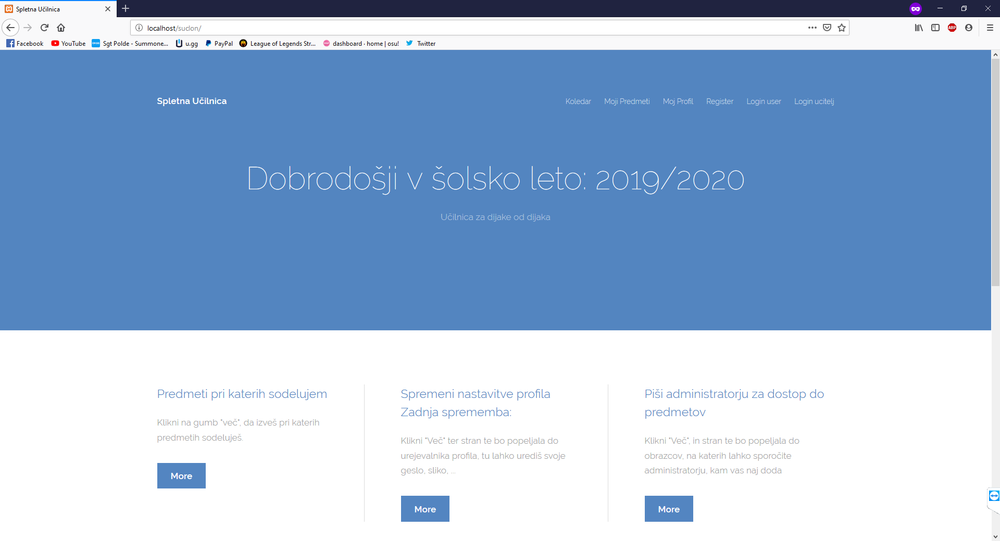 Spletna Učilnica
localhost/suclon/
Facebook
YouTube
OP.GG
Sgt Polde - Summone...
u.gg
PayPal
League of Legends Str...
dashboard · home | osu!
Twitter
ABP
Spletna Učilnica
Koledar
Moji Predmeti
Moj Profil
Register
Login user
Login ucitelj
Dobrodošji v šolsko leto: 2019/2020
Učilnica za dijake od dijaka
Predmeti pri katerih sodelujem
Klikni na gumb "več", da izveš pri katerih
predmetih sodeluješ.
More
Spremeni nastavitve profila
Zadnja sprememba:
Klikni "Več" ter stran te bo popeljala do
urejevalnika profila, tu lahko urediš svoje
geslo, sliko, ...
More
Piši administratorju za dostop do
predmetov
Klikni "Več", in stran te bo popeljala do
obrazcov, na katerih lahko sporočite
administratorju, kam vas naj doda
More